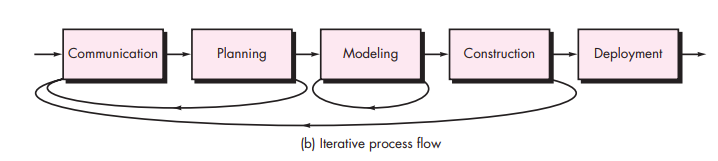 Communication Planning Modeling Construction Deployment
(b) Iterative process flow